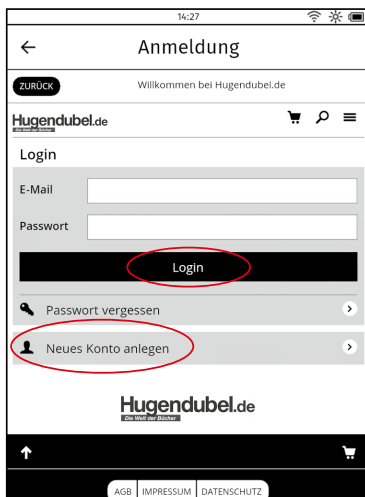 14:27
Anmeldung
ZURÜCK Willkommen bei Hugendubel.de
Hugendubel.de
Die Welt der Bücher
Login
E-Mail
Passwort
Login
Passwort vergessen
Neues Konto anlegen
Hugendubel.de
Die Welt der Bücher
AGB IMPRESSUM DATENSCHUTZ